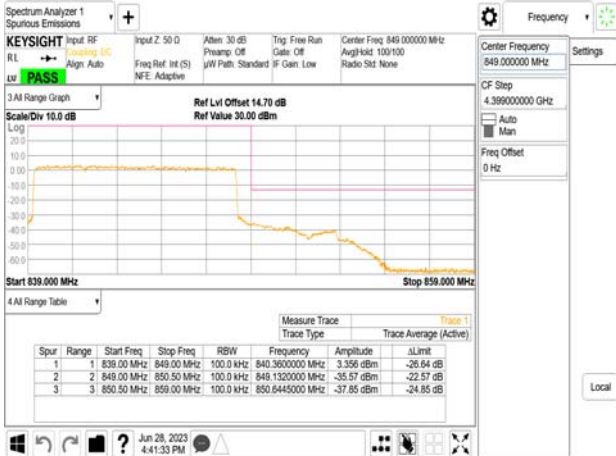 Spectrum Analyzer 1
Spurious Emissions
+
Frequency
KEYSIGHT Input: RF
RL
Coupling: DC
Align: Auto
LVI PASS
Input Z: 50 Ω
Freq Ref: Int (S)
NFE: Adaptive
Atten: 30 dB
Preamp: Off
µW Path: Standard
Trig: Free Run
Gate: Off
IF Gain: Low
Center Freq: 849.000000 MHz
Avg|Hold: 100/100
Radio Std: None
Center Frequency
849.000000 MHz
Settings
CF Step
4.399000000 GHz
Auto
Man
Freq Offset
0 Hz
Local
3 All Range Graph
Scale/Div 10.0 dB
Ref Lvl Offset 14.70 dB
Ref Value 30.00 dBm
Log
20.0
10.0
0.00
-10.0
-20.0
-30.0
-40.0
-50.0
-60.0
Start 839.000 MHz
Stop 859.000 MHz
4 All Range Table
Measure Trace Trace 1
Trace Type Trace Average (Active)
Spur Range Start Freq Stop Freq RBW Frequency Amplitude ΔLimit
1 1 839.00 MHz 849.00 MHz 100.0 kHz 840.3600000 MHz 3.356 dBm -26.64 dB
2 2 849.00 MHz 850.50 MHz 100.0 kHz 849.1320000 MHz -35.57 dBm -22.57 dB
3 3 850.50 MHz 859.00 MHz 100.0 kHz 850.6445000 MHz -37.85 dBm -24.85 dB
?
Jun 28, 2023
4:41:33 PM